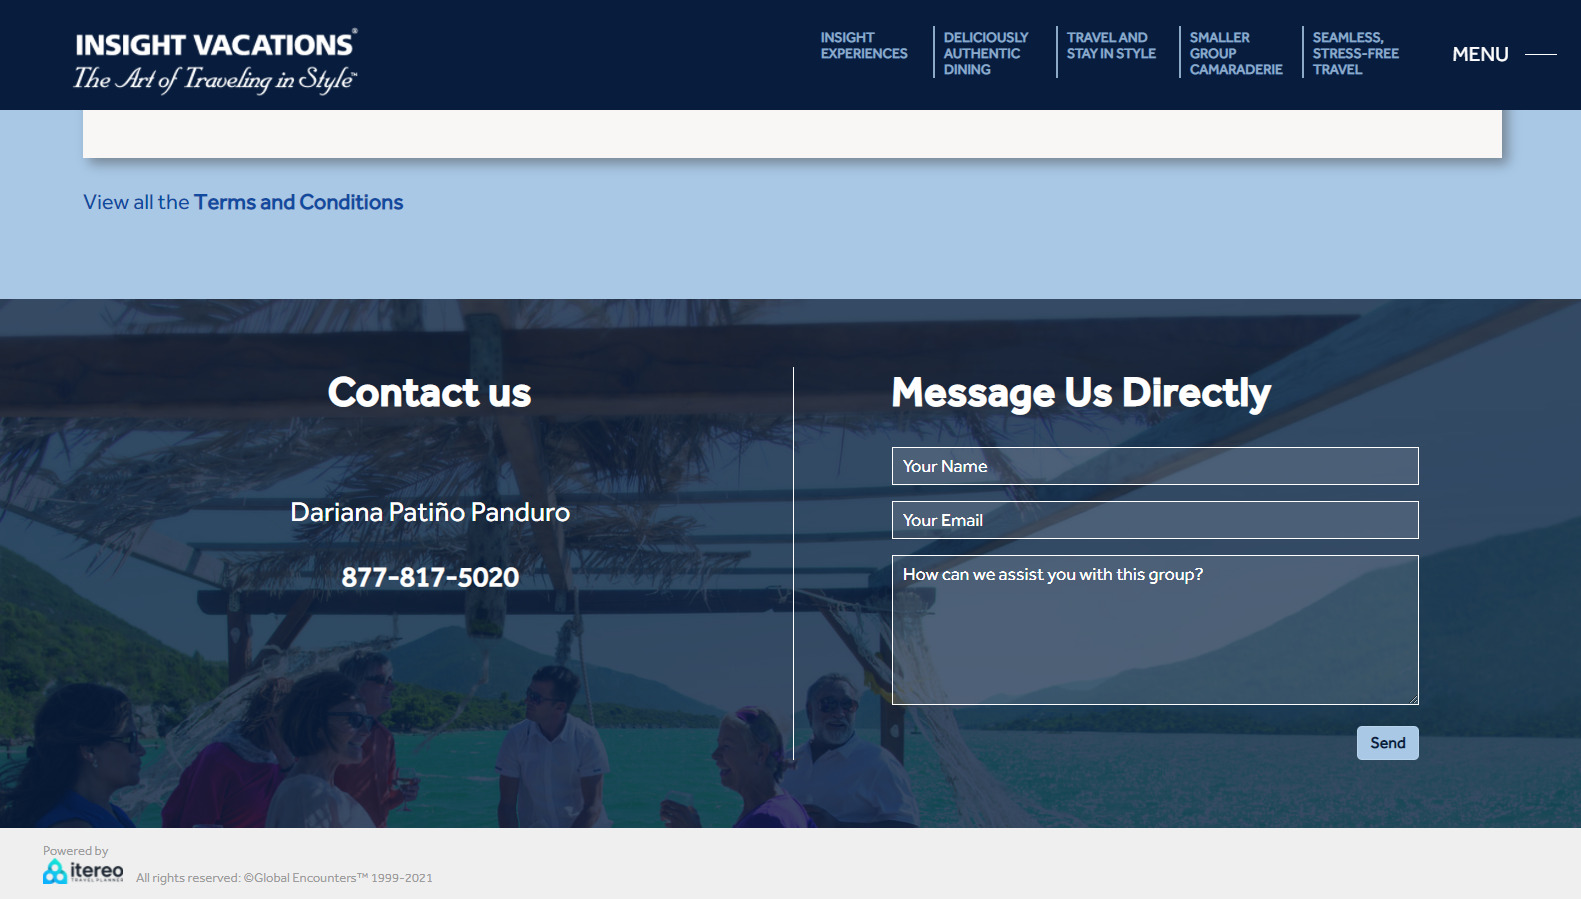 INSIGHT VACATIONS®
The Art of Traveling in Style™
INSIGHT
EXPERIENCES
DELICIOUSLY
AUTHENTIC
DINING
TRAVEL AND
STAY IN STYLE
SMALLER
GROUP
CAMARADERIE
SEAMLESS,
STRESS-FREE
TRAVEL
MENU
View all the Terms and Conditions
Contact us
Dariana Patiño Panduro
877-817-5020
Message Us Directly
Your Name
Your Email
How can we assist you with this group?
Send
Powered by
itereo
TRAVEL PLANNER
All rights reserved: ©Global Encounters™ 1999-2021